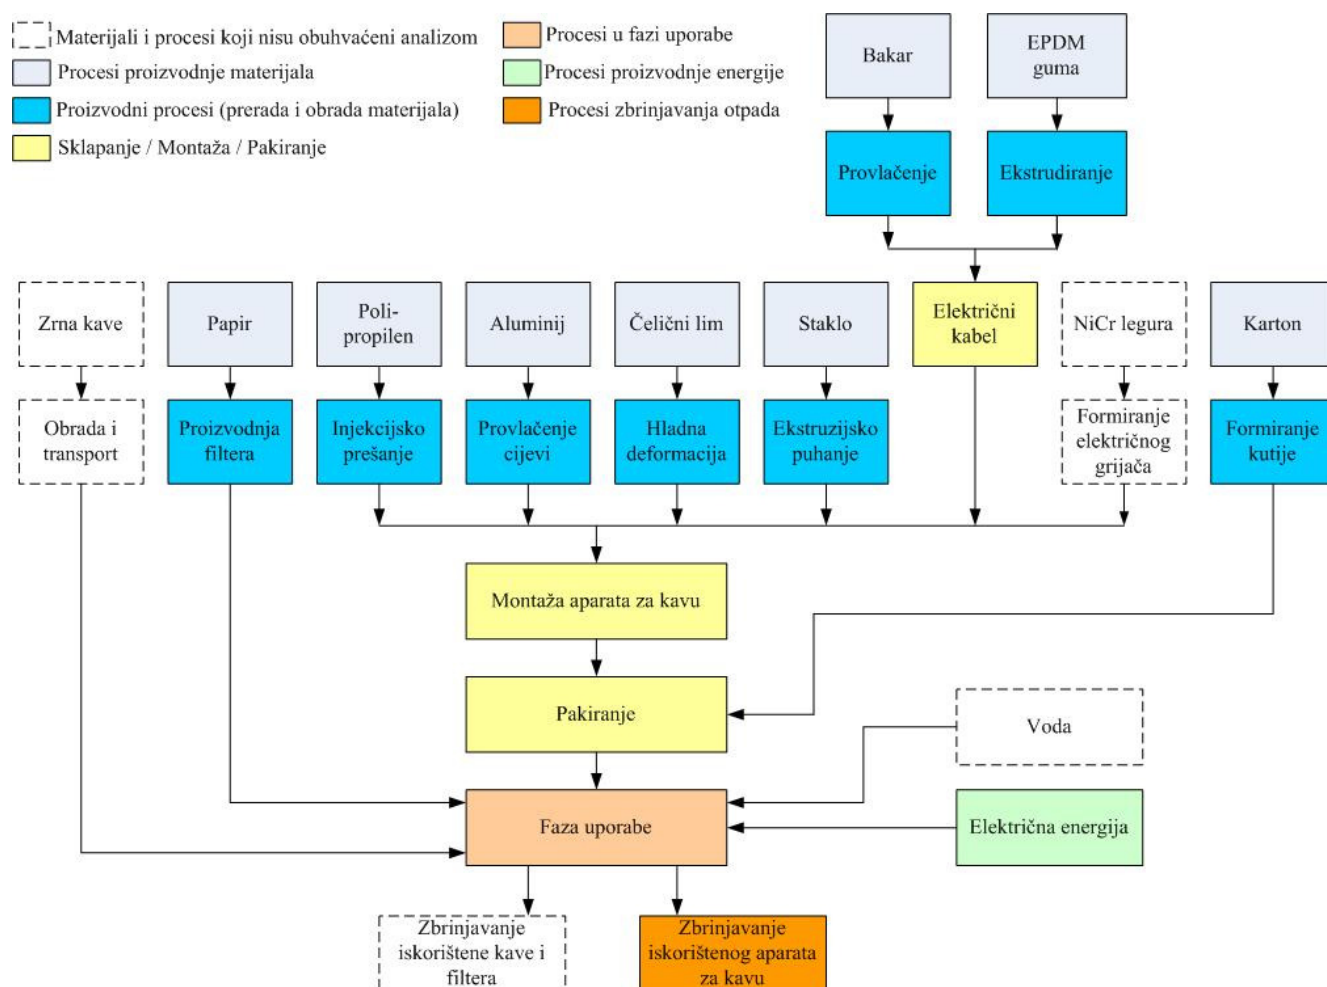 Materijali i procesi koji nisu obuhvaćeni analizom
Procesi proizvodnje materijala
Proizvodni procesi (prerada i obrada materijala)
Sklapanje / Montaža / Pakiranje
Procesi u fazi uporabe
Procesi proizvodnje energije
Procesi zbrinjavanja otpada
Bakar
EPDM
guma
Provlačenje
Ekstrudiranje
Zrna kave
Papir
Poli-
propilen
Aluminij
Čelični lim
Staklo
Električni
kabel
NiCr legura
Karton
Obrada i
transport
Proizvodnja
filtera
Injekcijsko
prešanje
Provlačenje
cijevi
Hladna
deformacija
Ekstruzijsko
puhanje
Formiranje
električnog
grijača
Formiranje
kutije
Montaža aparata za kavu
Pakiranje
Voda
Faza uporabe
Električna energija
Zbrinjavanje
iskorištene kave i
filtera
Zbrinjavanje
iskorištenog aparata
za kavu